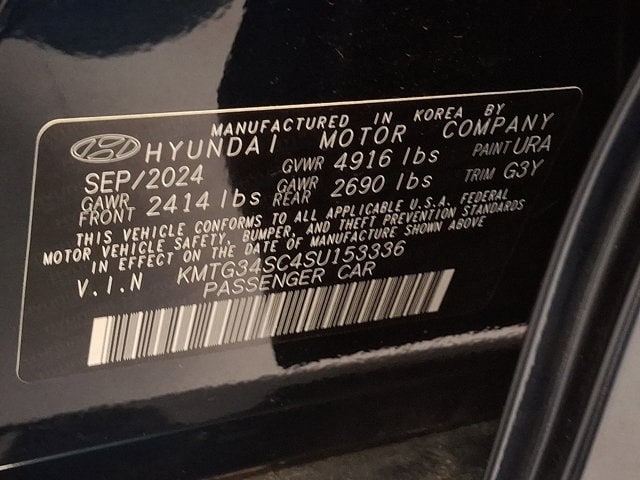 MANUFACTURED IN KOREA BY
HYUNDAI MOTOR COMPANY
SEP/2024 GVWR 4916 lbs PAINT URA
GAWR FRONT 2414 lbs GAWR REAR 2690 lbs TRIM G3Y
THIS VEHICLE CONFORMS TO ALL APPLICABLE U.S.A. FEDERAL
MOTOR VEHICLE SAFETY, BUMPER, AND THEFT PREVENTION STANDARDS
IN EFFECT ON THE DATE OF MANUFACTURE SHOWN ABOVE
V.I.N KMTG34SC4SU153336
PASSENGER CAR